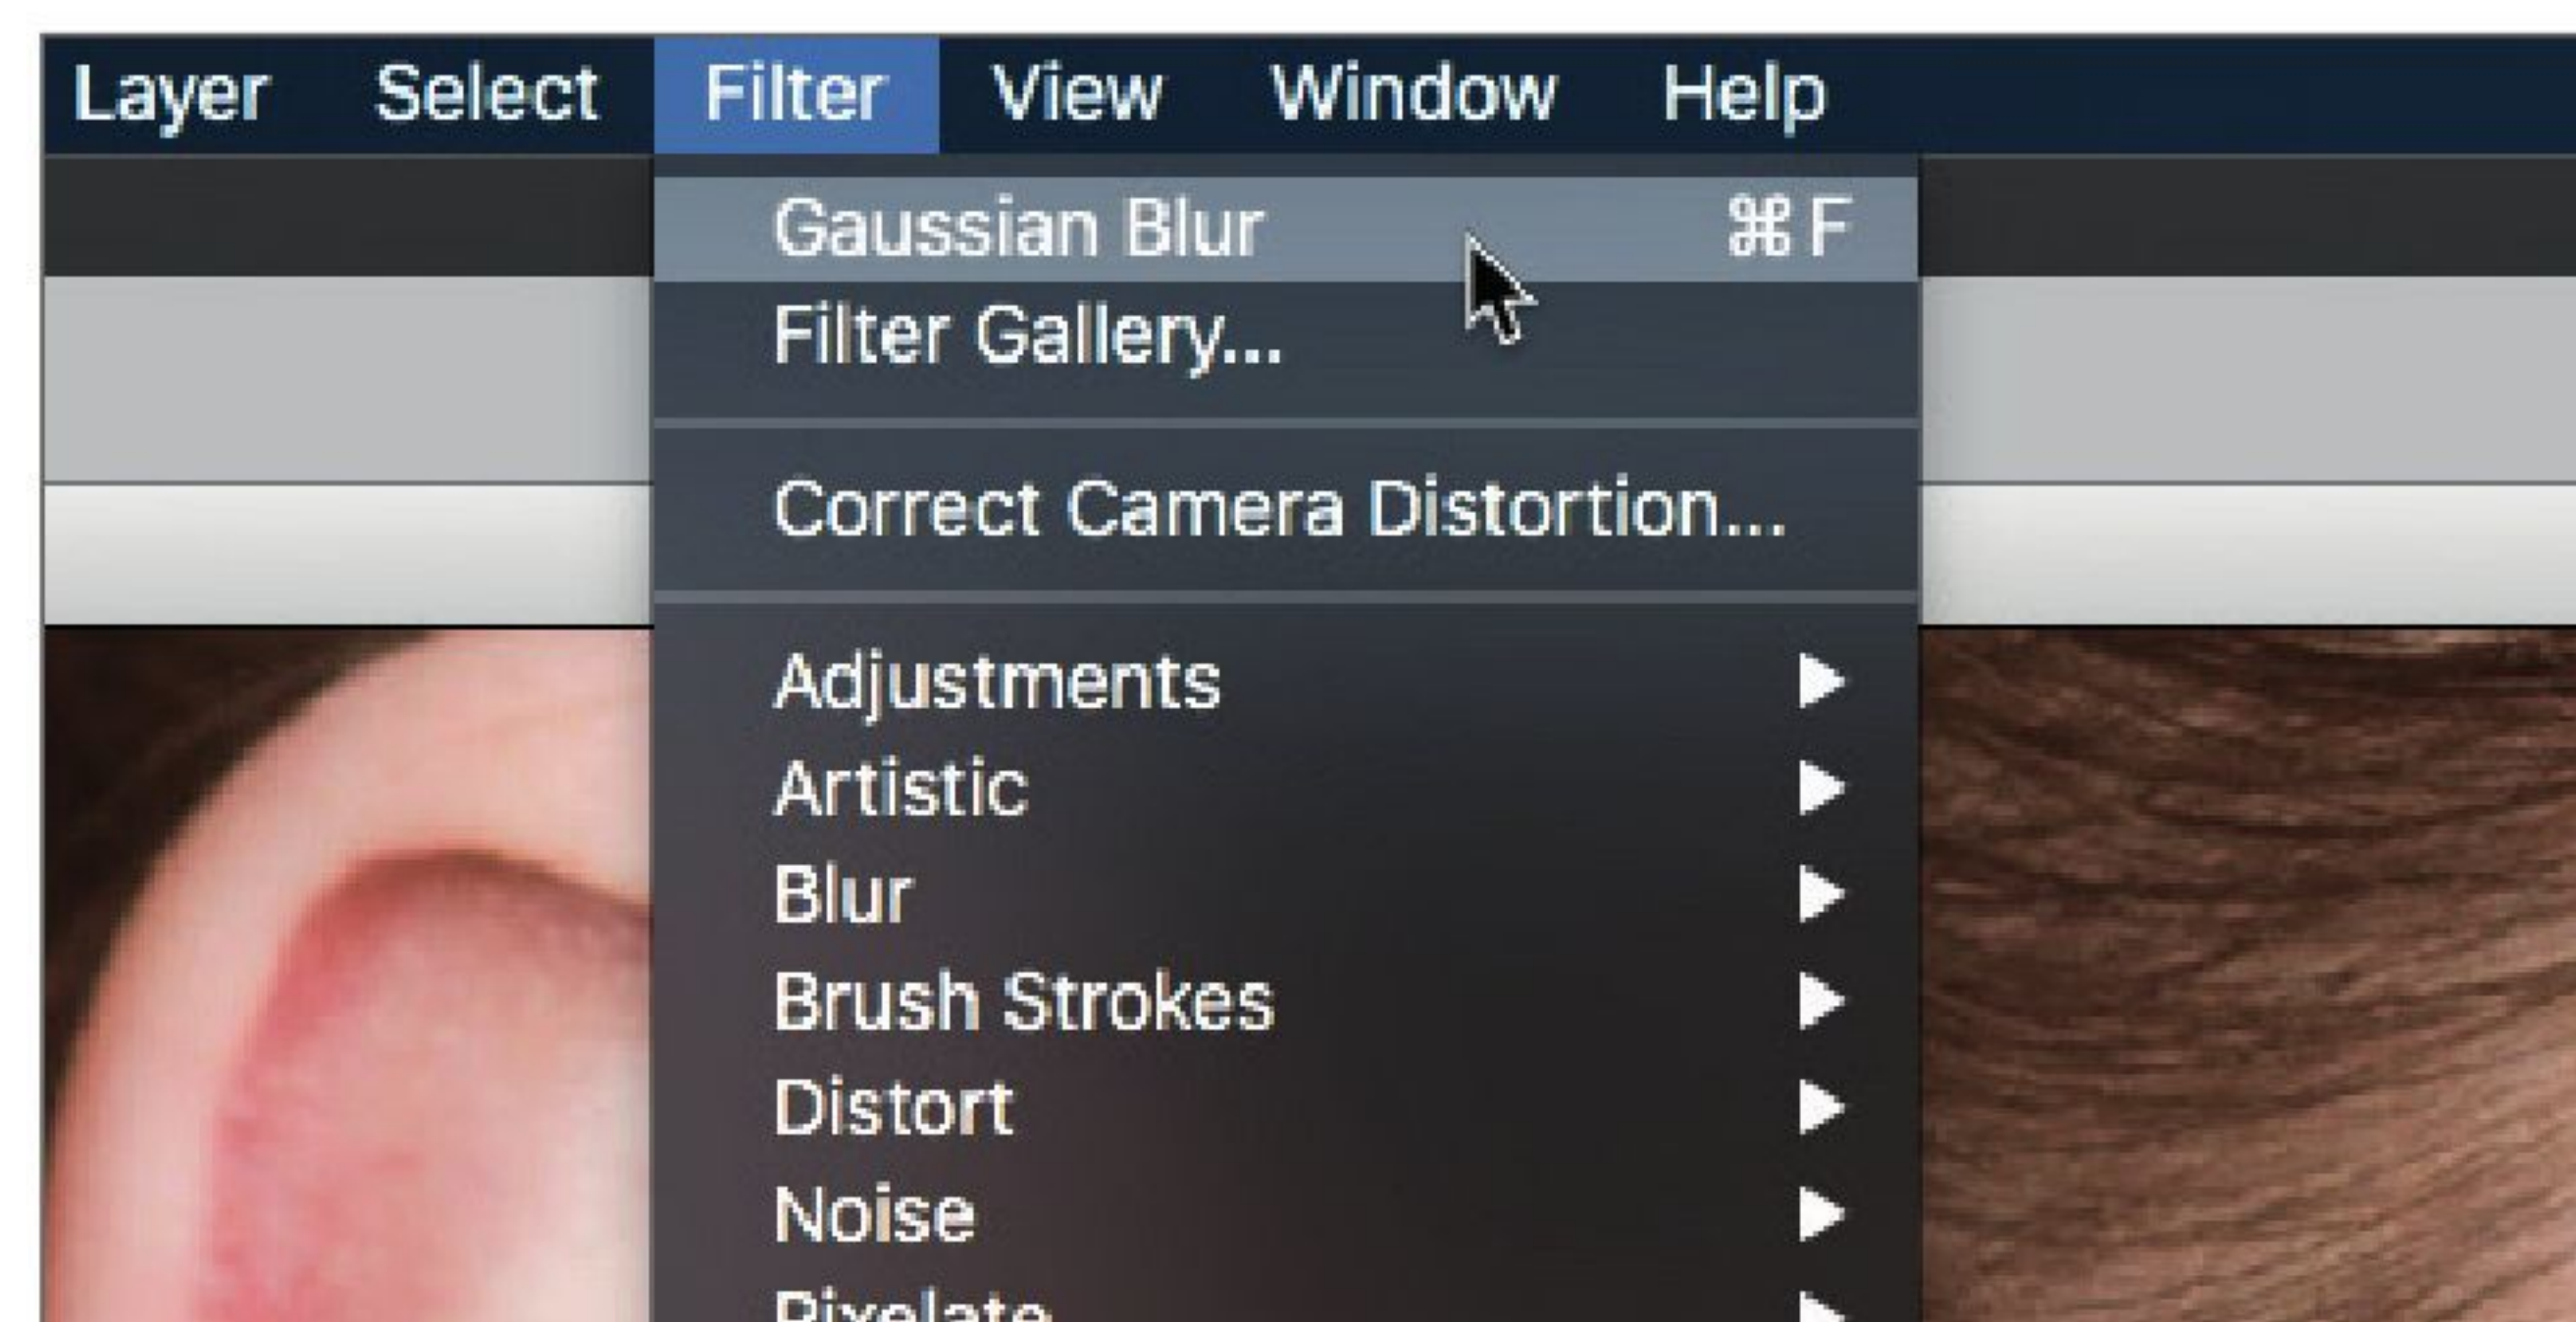 Layer Select Filter View Window Help
Gaussian Blur ⌘F
Filter Gallery...
Correct Camera Distortion...
Adjustments
Artistic
Blur
Brush Strokes
Distort
Noise
Pixelate